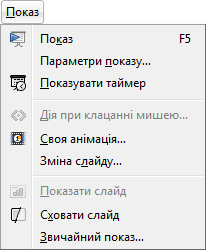 Показ
Показ F5
Параметри показу...
Показувати таймер
Дія при клацанні мишею...
Своя анімація...
Зміна слайду...
Показати слайд
Сховати слайд
Звичайний показ...